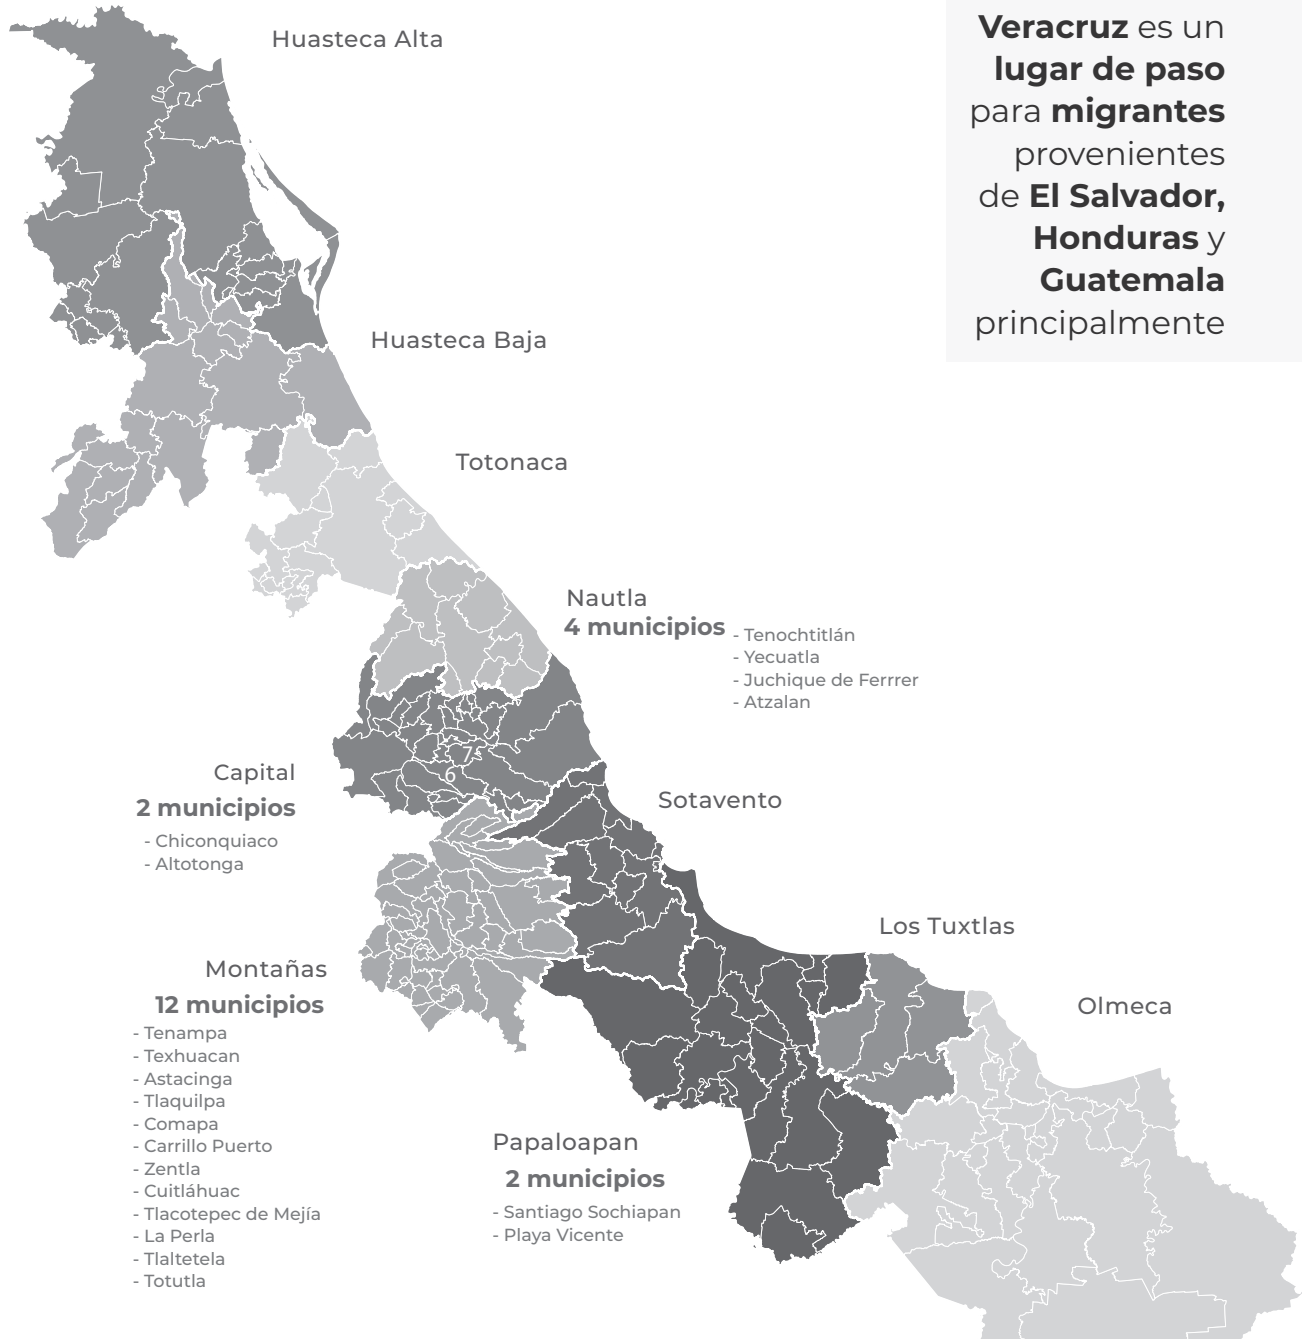 Huasteca Alta
Veracruz es un
lugar de paso
para migrantes
provenientes
de El Salvador,
Honduras y
Guatemala
principalmente
Huasteca Baja
Totonaca
Nautla
4 municipios
- Tenochtitlán
- Yecuatla
- Juchique de Ferrrer
- Atzalan
7
6
Capital
2 municipios
- Chiconquiaco
- Altotonga
Sotavento
Los Tuxtlas
Montañas
12 municipios
- Tenampa
- Texhuacan
- Astacinga
- Tlaquilpa
- Comapa
- Carrillo Puerto
- Zentla
- Cuitláhuac
- Tlacotepec de Mejía
- La Perla
- Tlaltetela
- Totutla
Olmeca
Papaloapan
2 municipios
- Santiago Sochiapan
- Playa Vicente